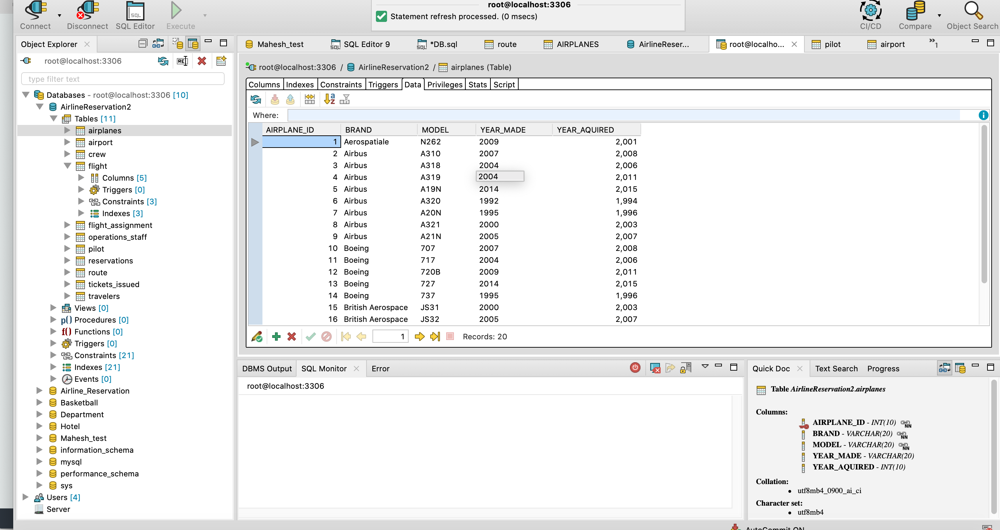 root@localhost:3306
Statement refresh processed. (0 msecs)
Connect
Disconnect
SQL
SQL Editor
Execute
CI/CD
Compare
Object Search
Object Explorer
Mahesh_test
SQL
SQL Editor 9
SQL
*DB.sql
route
AIRPLANES
AirlineReser...
root@localho...
pilot
airport
1
root@localhost:3306
RE
type filter text
Databases - root@localhost:3306 [10]
AirlineReservation2
Tables [11]
airplanes
airport
crew
flight
Columns [5]
Triggers [0]
Constraints [3]
Indexes [3]
flight_assignment
operations_staff
pilot
reservations
route
tickets_issued
travelers
Views [0]
p() Procedures [0]
f() Functions [0]
Triggers [0]
Constraints [21]
Indexes [21]
Events [0]
Airline_Reservation
Basketball
Department
Hotel
Mahesh_test
information_schema
mysql
performance_schema
sys
Users [4]
Server
root@localhost:3306 / AirlineReservation2 / airplanes (Table)
Columns Indexes Constraints Triggers Data Privileges Stats Script
a
z
Where:
i
AIRPLANE_ID BRAND MODEL YEAR_MADE YEAR_AQUIRED
1 Aerospatiale N262 2009 2,001
2 Airbus A310 2007 2,008
3 Airbus A318 2004 2,006
4 Airbus A319 2004 2,011
5 Airbus A19N 2014 2,015
6 Airbus A320 1992 1,994
7 Airbus A20N 1995 1,996
8 Airbus A321 2000 2,003
9 Airbus A21N 2005 2,007
10 Boeing 707 2007 2,008
11 Boeing 717 2004 2,006
12 Boeing 720B 2009 2,011
13 Boeing 727 2014 2,015
14 Boeing 737 1995 1,996
15 British Aerospace JS31 2000 2,003
16 British Aerospace JS32 2005 2,007
1
Records: 20
DBMS Output
SQL Monitor
Error
root@localhost:3306
Quick Doc
Text Search
Progress
Table AirlineReservation2.airplanes
Columns:
AIRPLANE_ID - INT(10) NN
BRAND - VARCHAR(20) NN
MODEL - VARCHAR(20) NN
YEAR_MADE - VARCHAR(20)
YEAR_AQUIRED - INT(10)
Collation:
• utf8mb4_0900_ai_ci
Character set:
• utf8mb4
AutoCommit ON